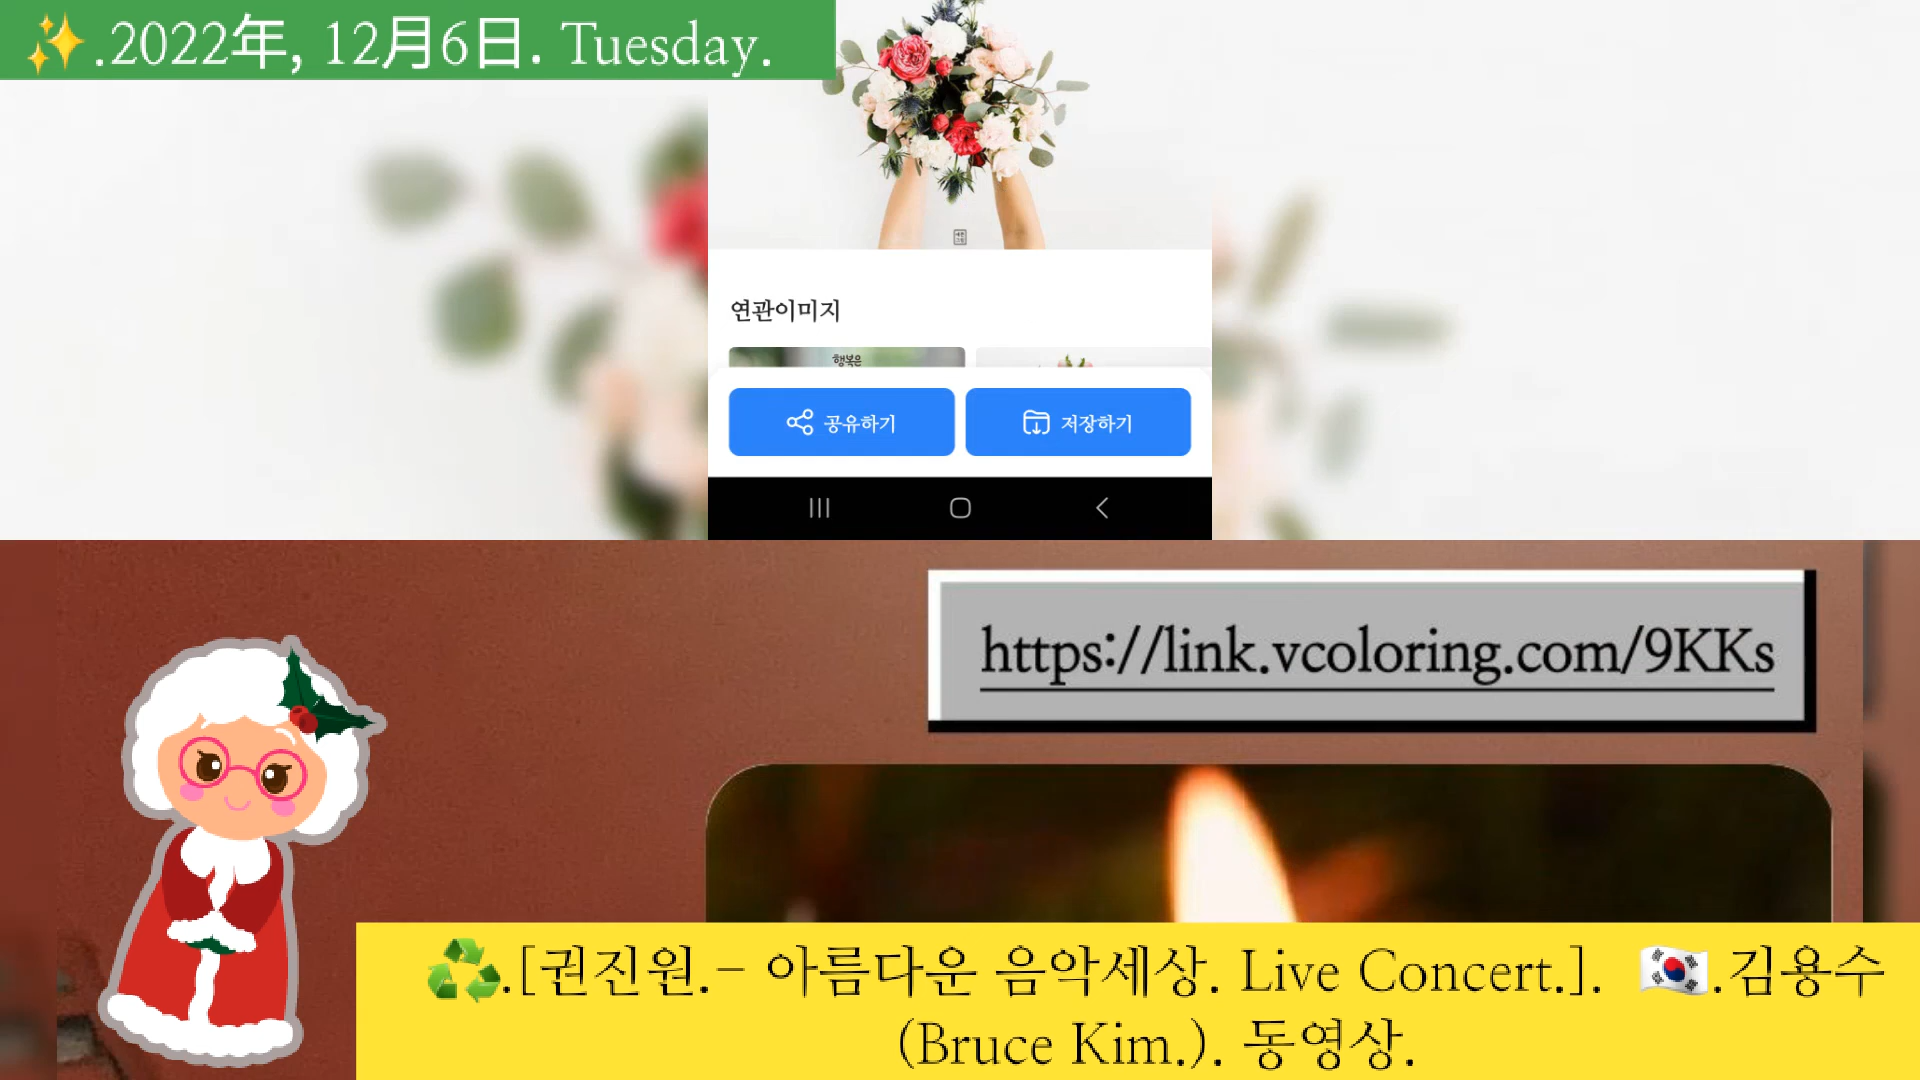 ✨.2022年, 12月6日. Tuesday.
연관이미지
행복은
공유하기
저장하기
https://link.vcoloring.com/9KKs
♻.[권진원.- 아름다운 음악세상. Live Concert.]. 🇰🇷.김용수
(Bruce Kim.). 동영상.